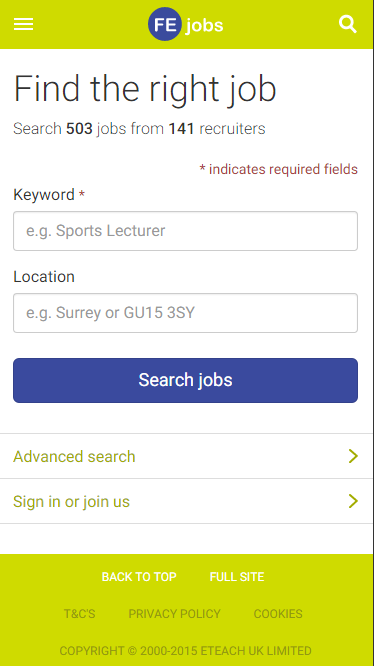 FE jobs
Find the right job
Search 503 jobs from 141 recruiters
* indicates required fields
Keyword *
e.g. Sports Lecturer
Location
e.g. Surrey or GU15 3SY
Search jobs
Advanced search
Sign in or join us
BACK TO TOP FULL SITE
T&C'S PRIVACY POLICY COOKIES
COPYRIGHT © 2000-2015 ETEACH UK LIMITED